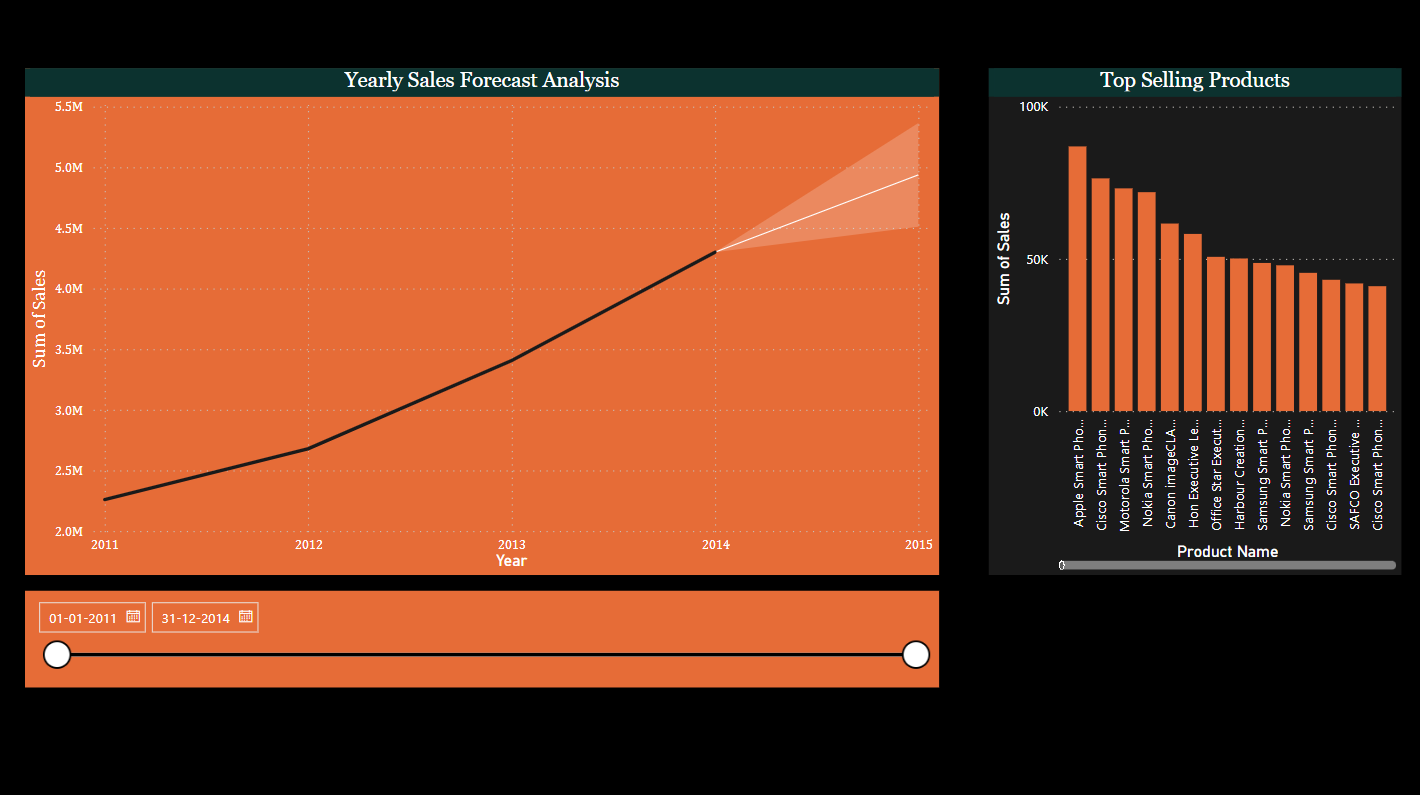 Yearly Sales Forecast Analysis
5.5M
5.0M
4.5M
4.0M
3.5M
3.0M
2.5M
2.0M
Sum of Sales
2011 2012 2013 2014 2015
Year
01-01-2011 31-12-2014
Top Selling Products
100K
50K
0K
Sum of Sales
Apple Smart Pho...
Cisco Smart Phon...
Motorola Smart P...
Nokia Smart Pho...
Canon imageCLA...
Hon Executive Le...
Office Star Execut...
Harbour Creation...
Samsung Smart P...
Nokia Smart Pho...
Samsung Smart P...
Cisco Smart Phon...
SAFCO Executive ...
Cisco Smart Phon...
Product Name